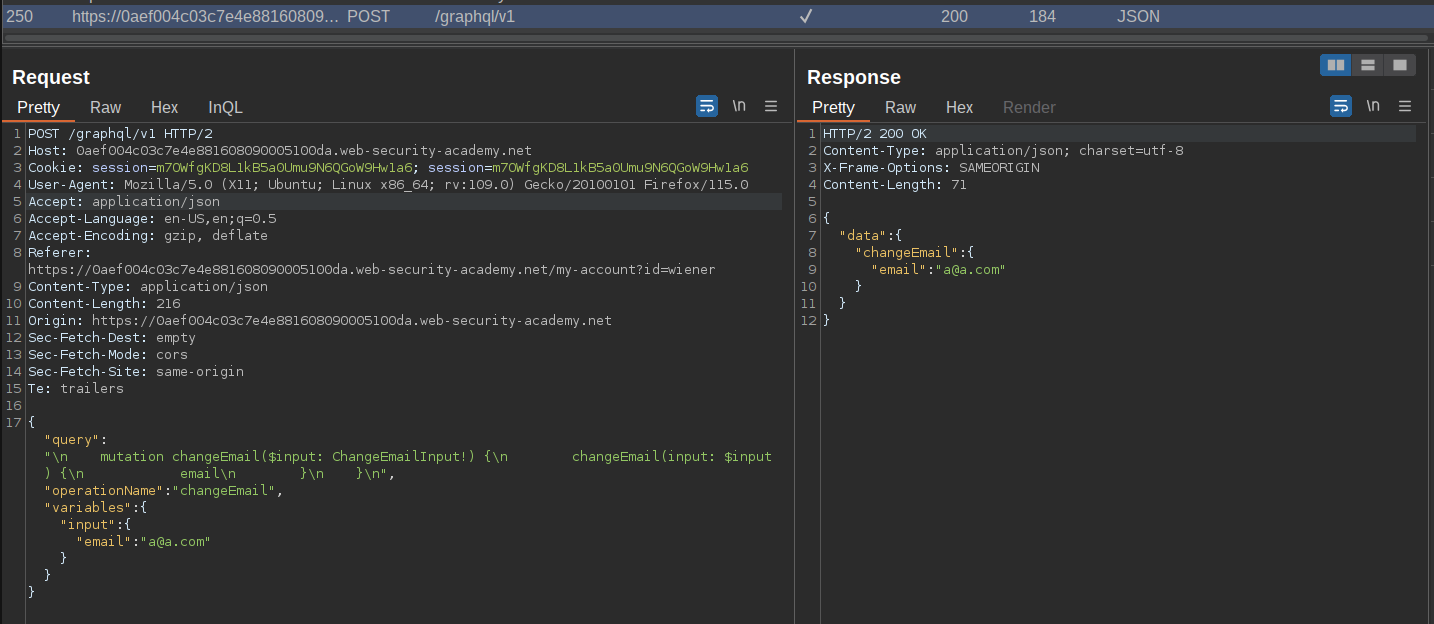 250 https://0aef004c03c7e4e88160809... POST /graphql/v1 ✓ 200 184 JSON
Request
Pretty Raw Hex InQL \n
1 POST /graphql/v1 HTTP/2
2 Host: 0aef004c03c7e4e881608090005100da.web-security-academy.net
3 Cookie: session=m7OWfgKD8L1kB5aOUmu9N6QGoW9Hw1a6; session=m7OWfgKD8L1kB5aOUmu9N6QGoW9Hw1a6
4 User-Agent: Mozilla/5.0 (X11; Ubuntu; Linux x86_64; rv:109.0) Gecko/20100101 Firefox/115.0
5 Accept: application/json
6 Accept-Language: en-US,en;q=0.5
7 Accept-Encoding: gzip, deflate
8 Referer:
https://0aef004c03c7e4e881608090005100da.web-security-academy.net/my-account?id=wiener
9 Content-Type: application/json
10 Content-Length: 216
11 Origin: https://0aef004c03c7e4e881608090005100da.web-security-academy.net
12 Sec-Fetch-Dest: empty
13 Sec-Fetch-Mode: cors
14 Sec-Fetch-Site: same-origin
15 Te: trailers
16
17 {
"query":
"\n    mutation changeEmail($input: ChangeEmailInput!) {\n        changeEmail(input: $input
) {\n            email\n        }\n    }\n",
"operationName":"changeEmail",
"variables":{
"input":{
"email":"a@a.com"
}
}
}
Response
Pretty Raw Hex Render \n
1 HTTP/2 200 OK
2 Content-Type: application/json; charset=utf-8
3 X-Frame-Options: SAMEORIGIN
4 Content-Length: 71
5
6 {
7 "data":{
8 "changeEmail":{
9 "email":"a@a.com"
10 }
11 }
12 }